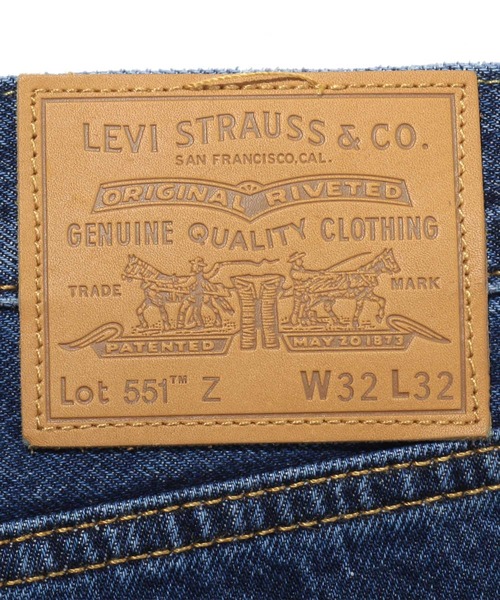 LEVI STRAUSS & CO.
SAN FRANCISCO, CAL.
ORIGINAL RIVETED
GENUINE QUALITY CLOTHING
TRADE MARK
PATENTED MAY 20 1873
Lot 551™ Z W32 L32